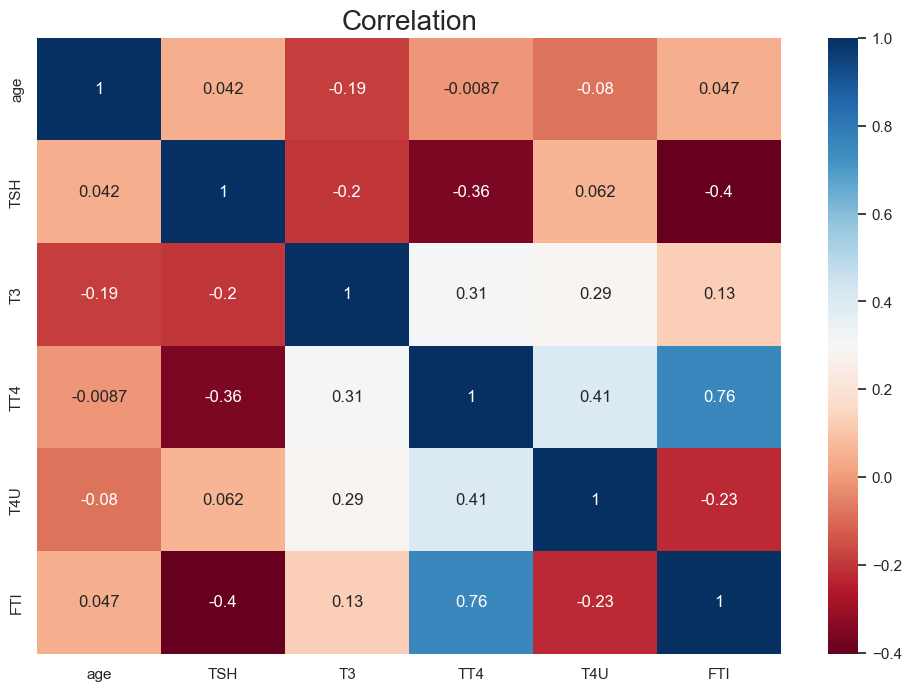 Correlation
age 1 0.042 -0.19 -0.0087 -0.08 0.047
TSH 0.042 1 -0.2 -0.36 0.062 -0.4
T3 -0.19 -0.2 1 0.31 0.29 0.13
TT4 -0.0087 -0.36 0.31 1 0.41 0.76
T4U -0.08 0.062 0.29 0.41 1 -0.23
FTI 0.047 -0.4 0.13 0.76 -0.23 1
age TSH T3 TT4 T4U FTI
1.0
0.8
0.6
0.4
0.2
0.0
−0.2
−0.4